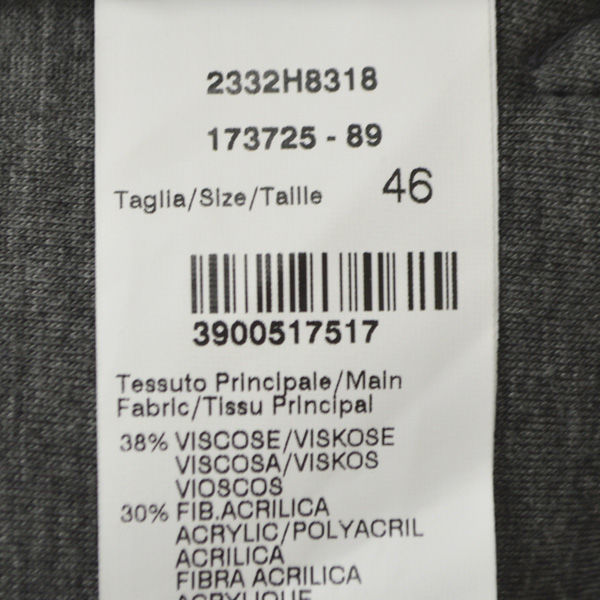 2332H8318
173725 - 89
Taglia/Size/Taille 46
3900517517
Tessuto Principale/Main
Fabric/Tissu Principal
38% VISCOSE/VISKOSE
VISCOSA/VISKOS
VIOSCOS
30% FIB.ACRILICA
ACRYLIC/POLYACRIL
ACRILICA
FIBRA ACRILICA
ACRYLIQUE